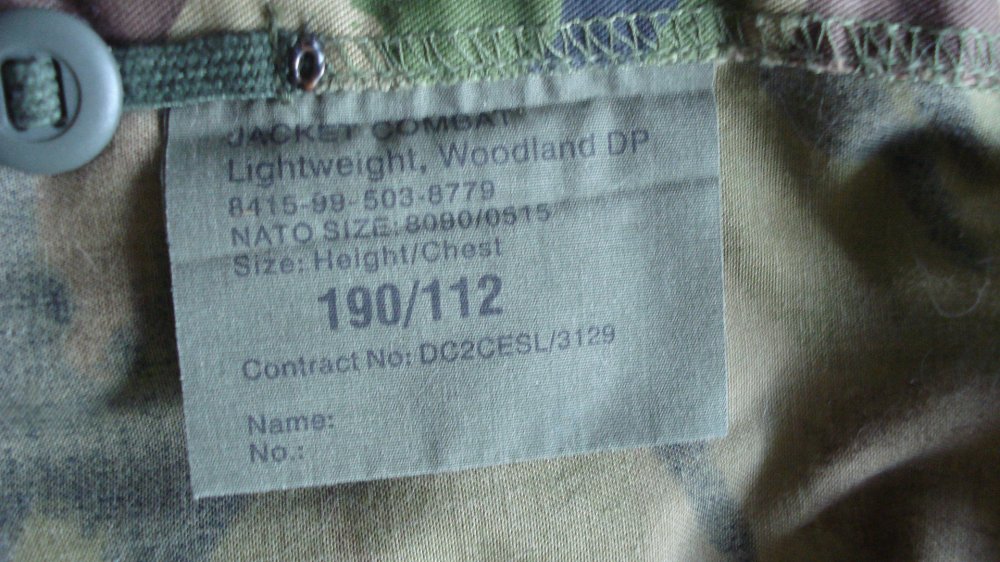 JACKET COMBAT
Lightweight, Woodland DP
8415-99-503-8779
NATO SIZE: 8090/0515
Size: Height/Chest
190/112
Contract No: DC2CESL/3129
Name:
No.: